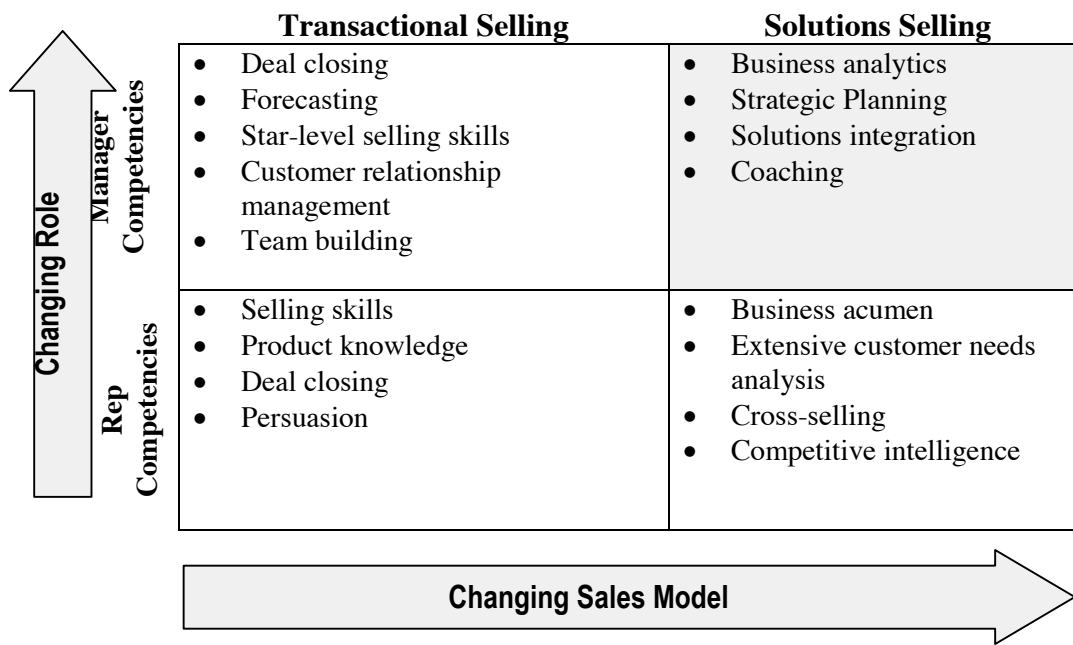 Transactional Selling
Solutions Selling
Changing Role
Manager
Competencies
• Deal closing
• Forecasting
• Star-level selling skills
• Customer relationship
management
• Team building
• Business analytics
• Strategic Planning
• Solutions integration
• Coaching
Rep
Competencies
• Selling skills
• Product knowledge
• Deal closing
• Persuasion
• Business acumen
• Extensive customer needs
analysis
• Cross-selling
• Competitive intelligence
Changing Sales Model